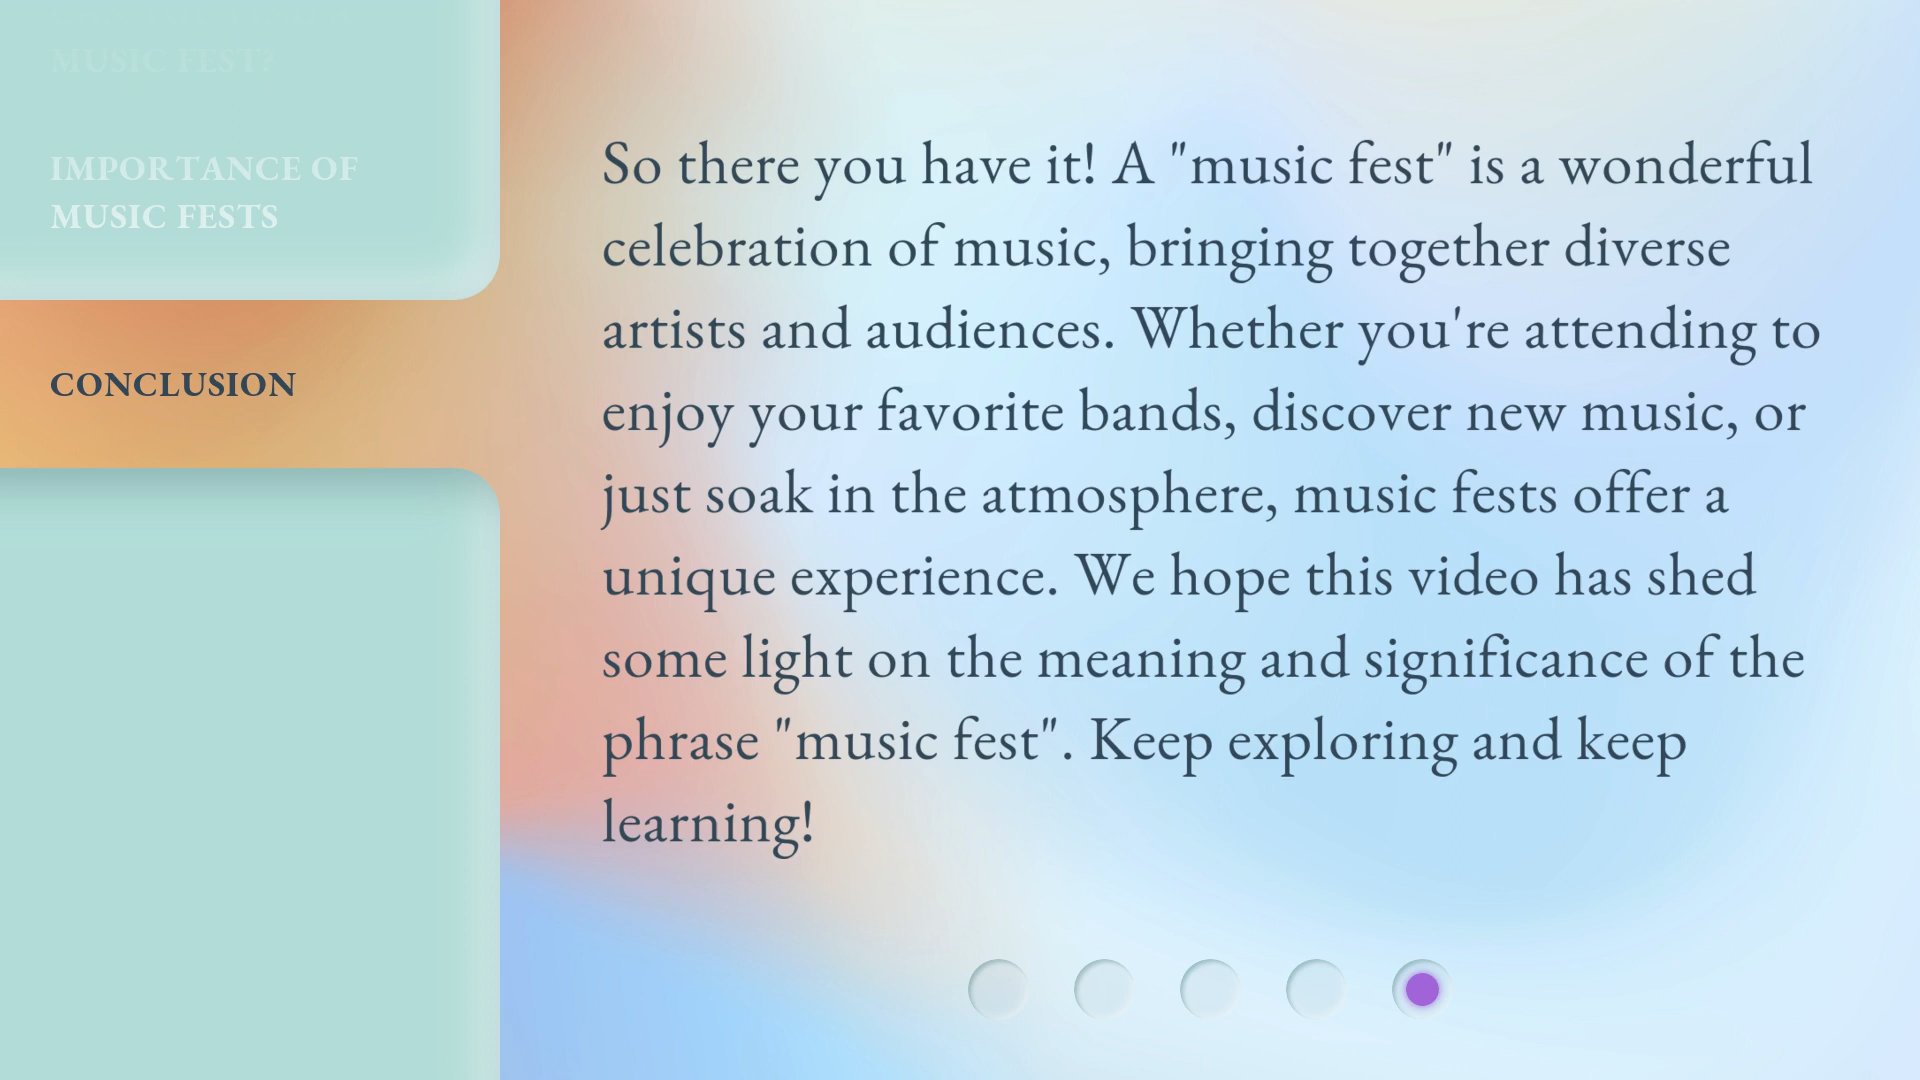 MUSIC FEST?
IMPORTANCE OF
MUSIC FESTS
CONCLUSION
So there you have it! A "music fest" is a wonderful
celebration of music, bringing together diverse
artists and audiences. Whether you're attending to
enjoy your favorite bands, discover new music, or
just soak in the atmosphere, music fests offer a
unique experience. We hope this video has shed
some light on the meaning and significance of the
phrase "music fest". Keep exploring and keep
learning!